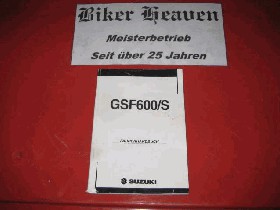 Biker Heaven
Meisterbetrieb
Seit über 25 Jahren
GSF600/S
SUZUKI